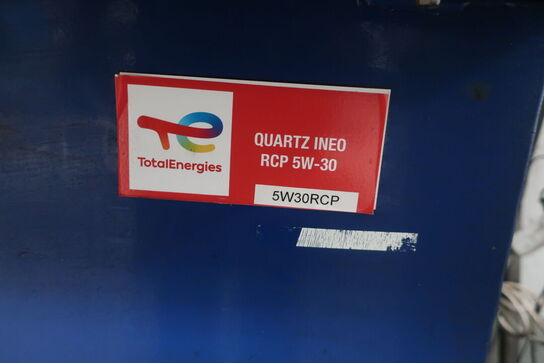 TotalEnergies
QUARTZ INEO
RCP 5W-30
5W30RCP